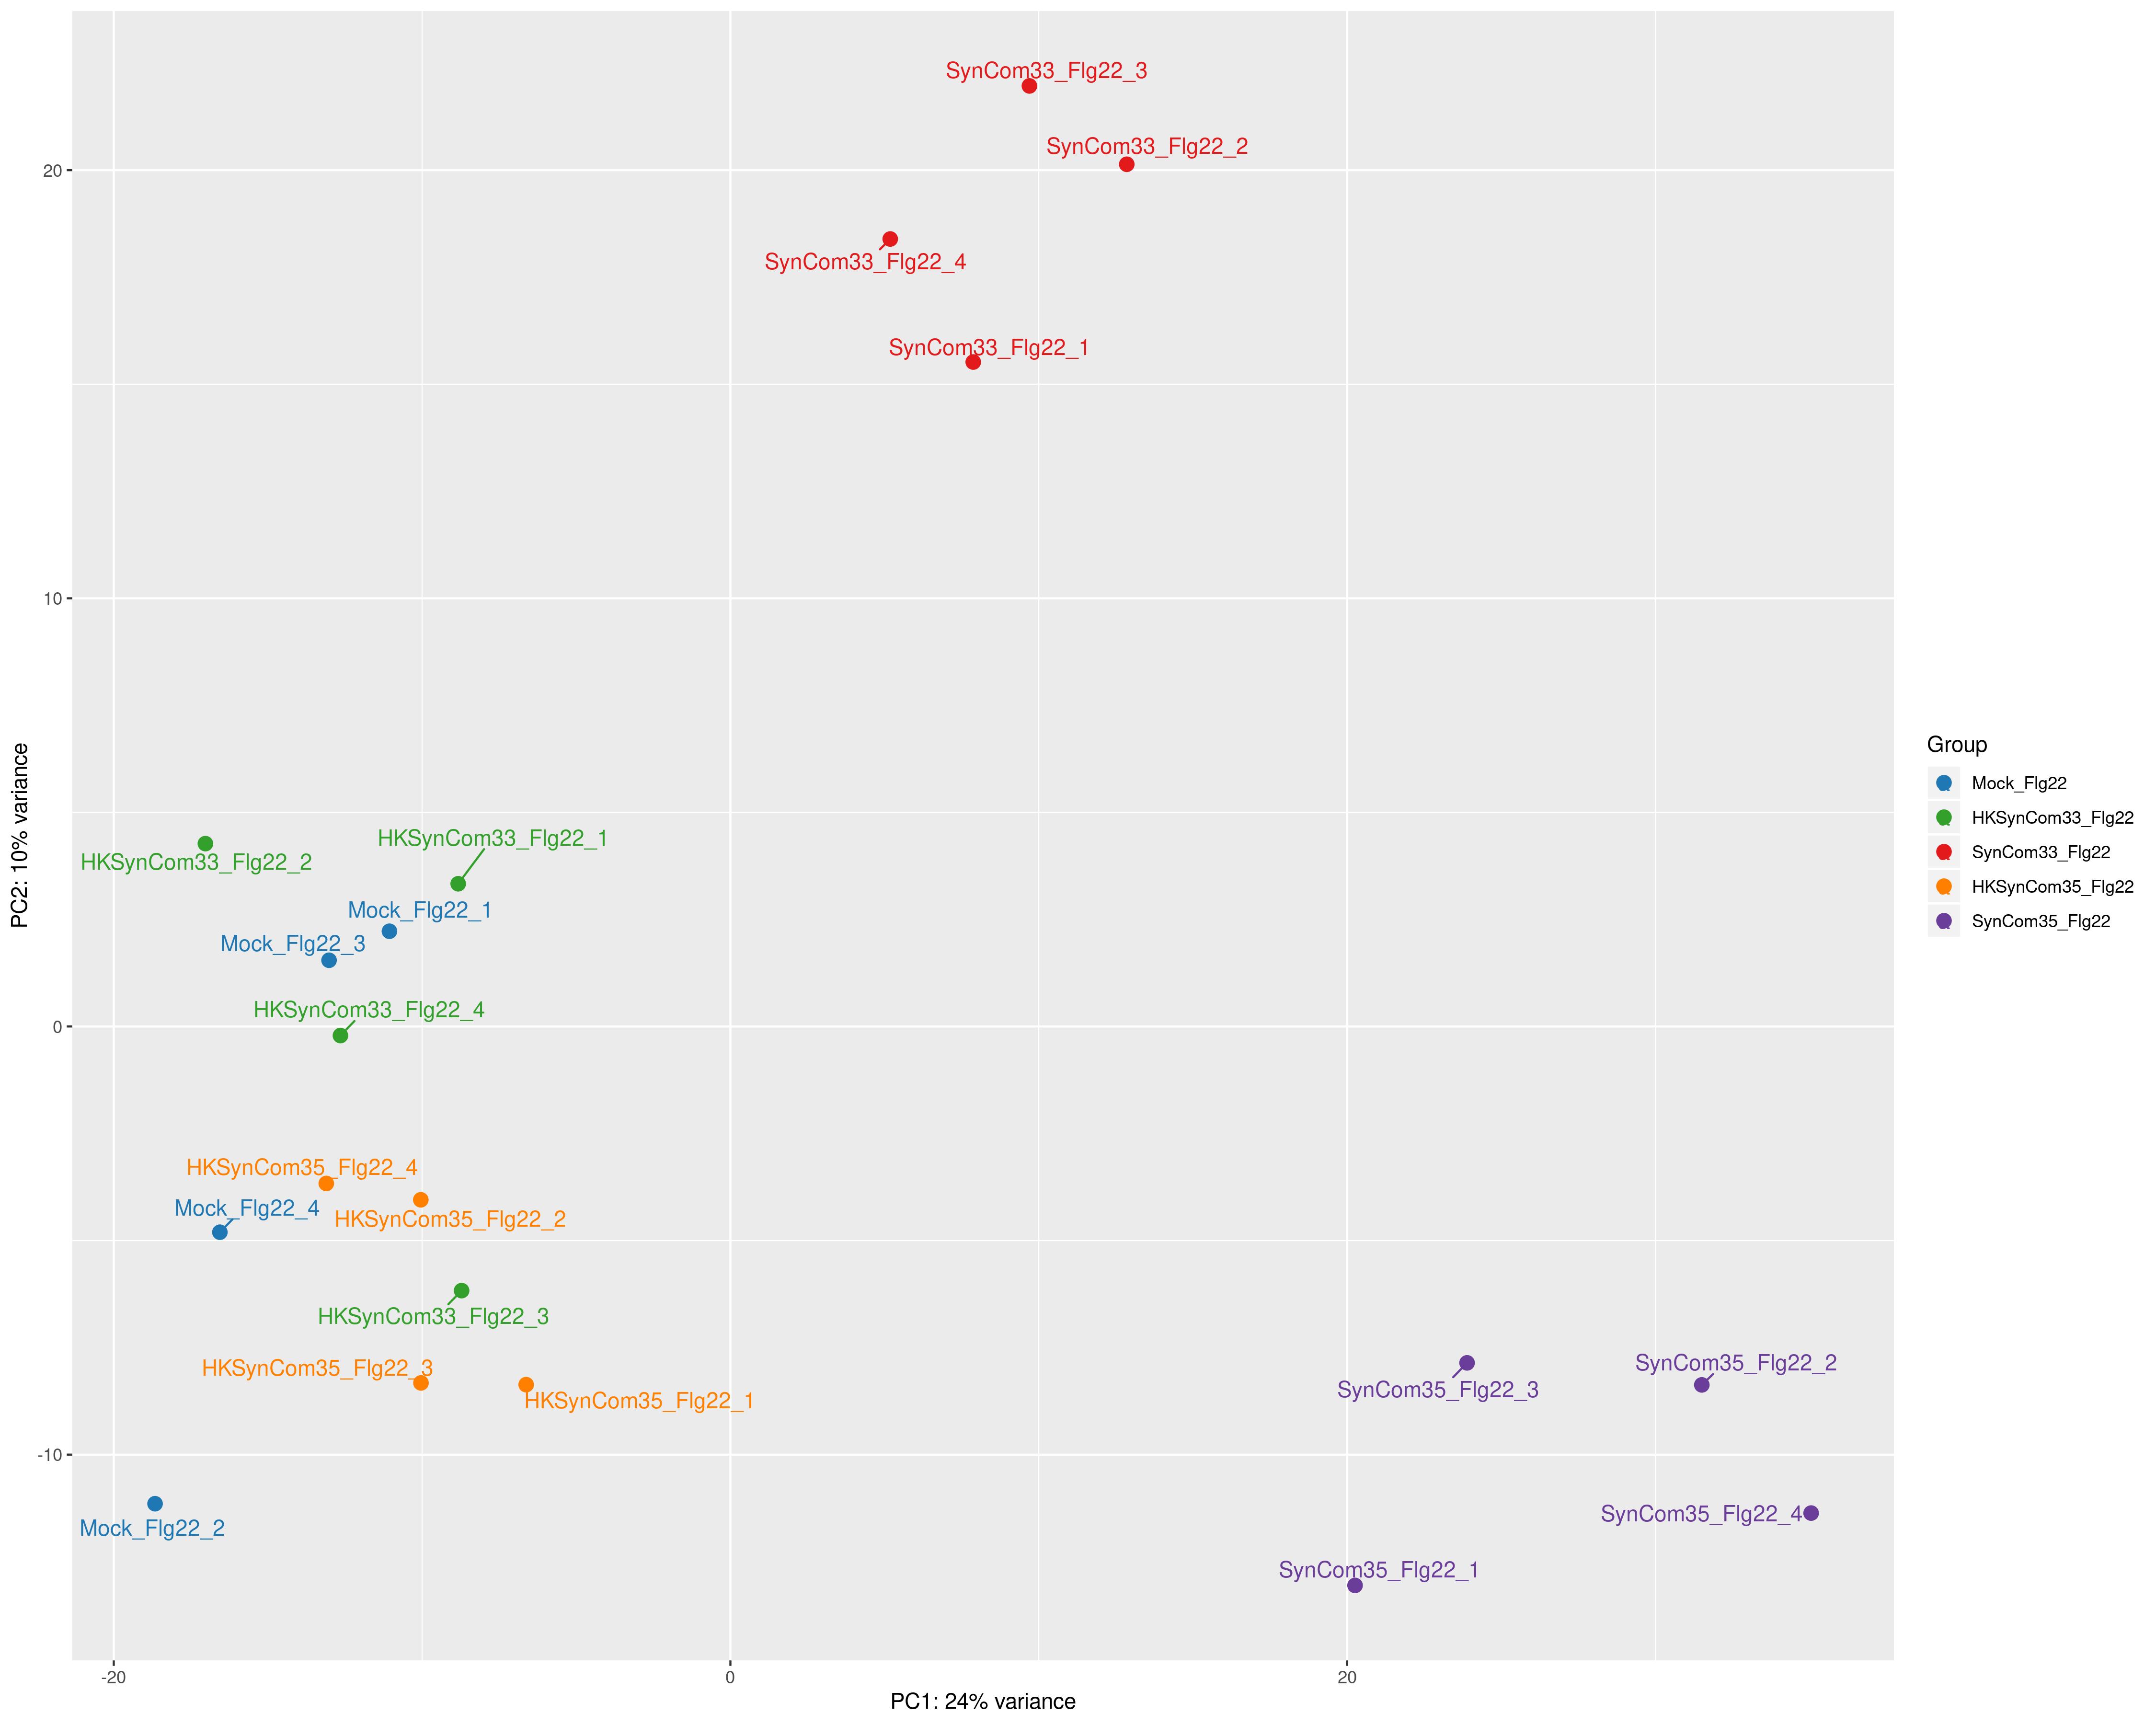 SynCom33_Flg22_3
SynCom33_Flg22_2
20
SynCom33_Flg22_4
SynCom33_Flg22_1
10
PC2: 10% variance
HKSynCom33_Flg22_1
HKSynCom33_Flg22_2
Mock_Flg22_1
Mock_Flg22_3
HKSynCom33_Flg22_4
0
HKSynCom35_Flg22_4
Mock_Flg22_4
HKSynCom35_Flg22_2
HKSynCom33_Flg22_3
HKSynCom35_Flg22_3
HKSynCom35_Flg22_1
SynCom35_Flg22_2
SynCom35_Flg22_3
-10
SynCom35_Flg22_4
Mock_Flg22_2
SynCom35_Flg22_1
-20
0
20
PC1: 24% variance
Group
Mock_Flg22
HKSynCom33_Flg22
SynCom33_Flg22
HKSynCom35_Flg22
SynCom35_Flg22